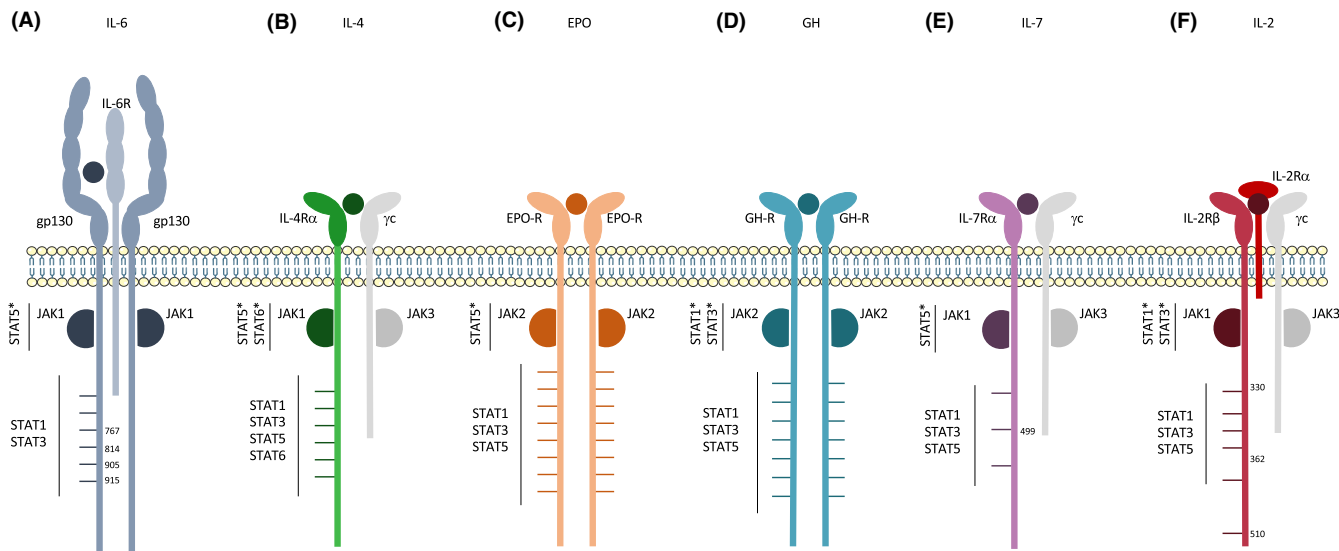 (A) IL-6
IL-6R
gp130
gp130
STAT5*
JAK1
JAK1
STAT1
STAT3
767
814
905
915
(B) IL-4
IL-4Rα
γc
STAT5*
STAT6*
JAK1
JAK3
STAT1
STAT3
STAT5
STAT6
(C) EPO
EPO-R
EPO-R
STAT5*
JAK2
JAK2
STAT1
STAT3
STAT5
(D) GH
GH-R
GH-R
STAT1*
STAT3*
JAK2
JAK2
STAT1
STAT3
STAT5
(E) IL-7
IL-7Rα
γc
STAT5*
JAK1
JAK3
STAT1
STAT3
STAT5
499
(F) IL-2
IL-2Rα
IL-2Rβ
γc
STAT1*
STAT3*
JAK1
JAK3
330
STAT1
STAT3
STAT5
362
510